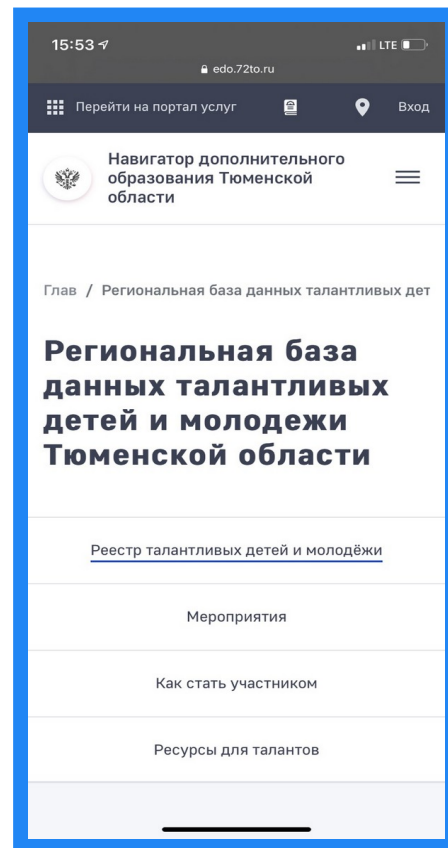 15:53 LTE
edo.72to.ru
Перейти на портал услуг Вход
Навигатор дополнительного
образования Тюменской
области
Глав / Региональная база данных талантливых дет
Региональная база
данных талантливых
детей и молодежи
Тюменской области
Реестр талантливых детей и молодёжи
Мероприятия
Как стать участником
Ресурсы для талантов